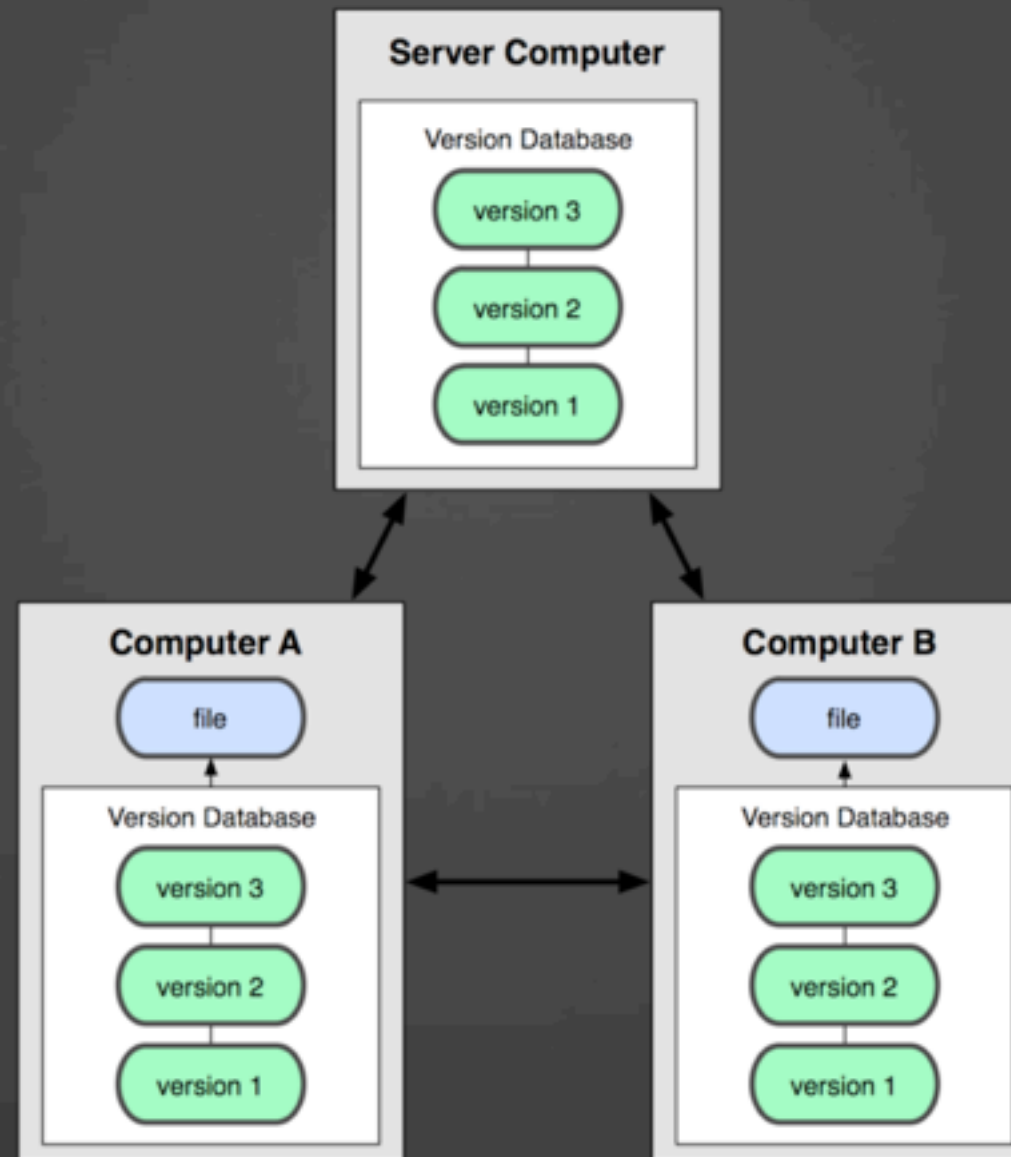 Server Computer
Version Database
version 3
version 2
version 1
Computer A
file
Version Database
version 3
version 2
version 1
Computer B
file
Version Database
version 3
version 2
version 1